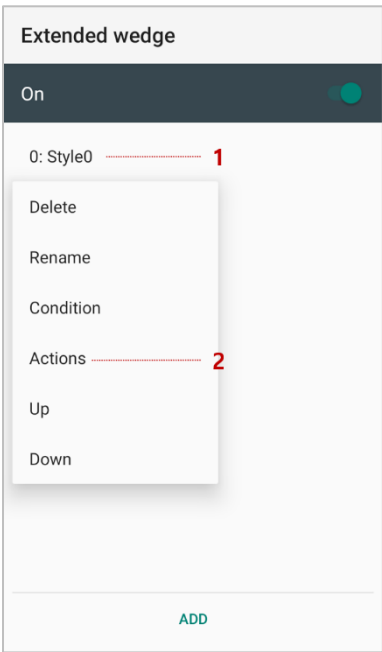 Extended wedge
On
0: Style0 1
Delete
Rename
Condition
Actions 2
Up
Down
ADD